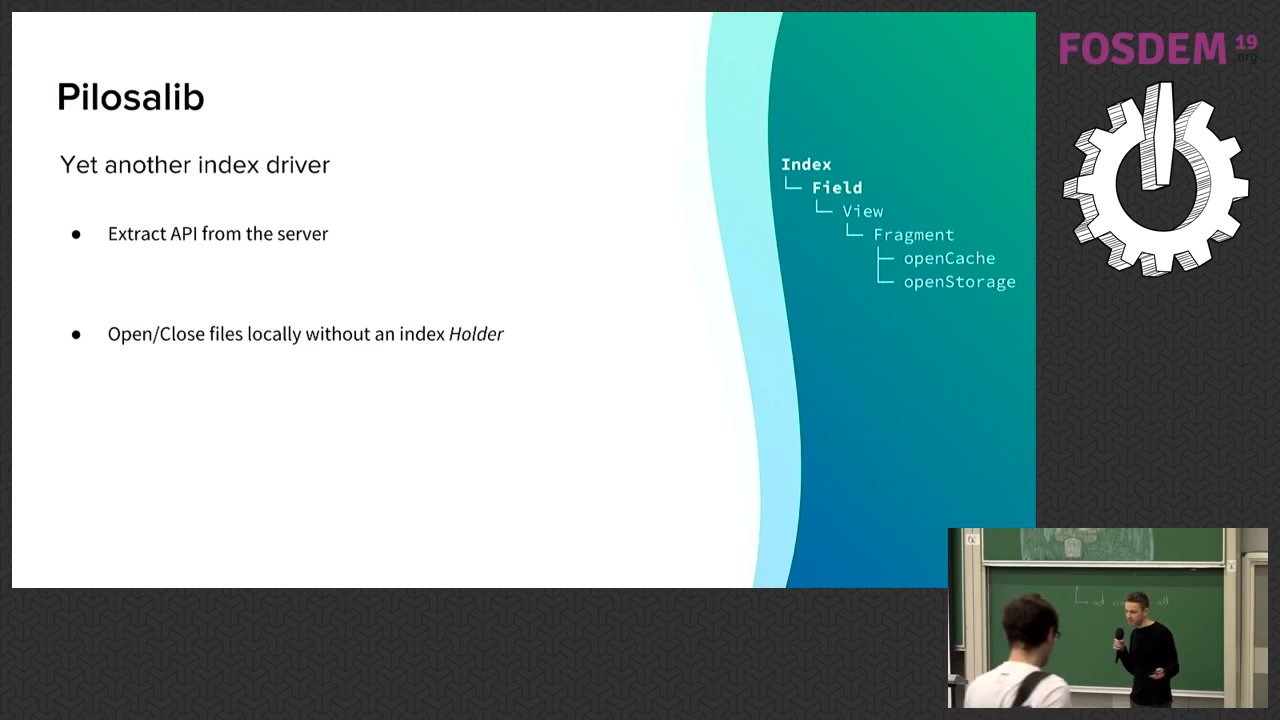 Pilosalib
Yet another index driver
● Extract API from the server
● Open/Close files locally without an index Holder
Index
└─ Field
└─ View
└─ Fragment
├─ openCache
└─ openStorage
FOSDEM 19
.org